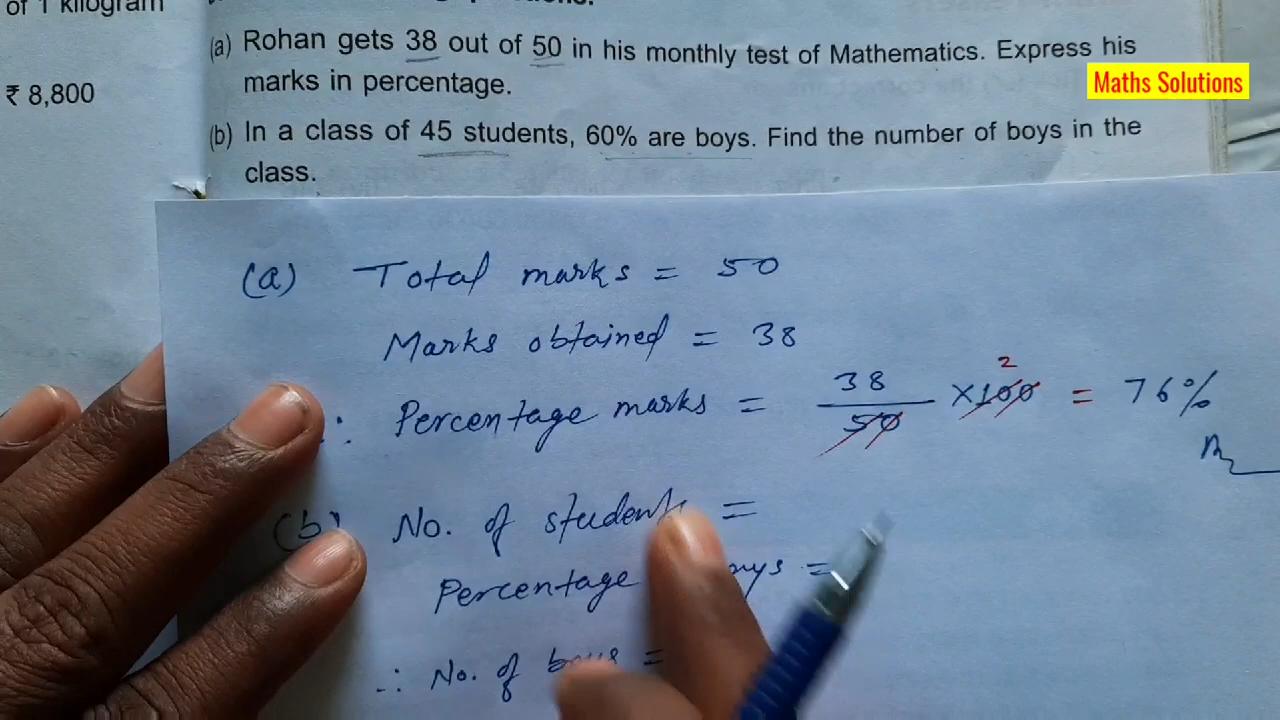 of 1 kilogram
₹ 8,800
(a) Rohan gets 38 out of 50 in his monthly test of Mathematics. Express his
marks in percentage.
Maths Solutions
(b) In a class of 45 students, 60% are boys. Find the number of boys in the
class.
(a) Total marks = 50
Marks obtained = 38
∴ Percentage marks = 38/50 × 100 2 = 76%
(b) No. of students =
Percentage =
∴ No. of boys =